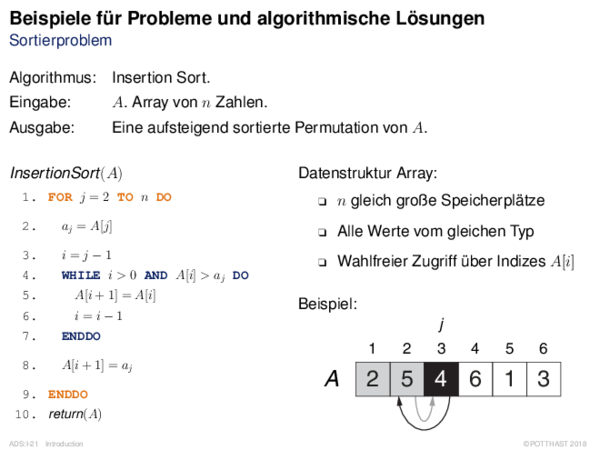 Beispiele für Probleme und algorithmische Lösungen
Sortierproblem
Algorithmus: Insertion Sort.
Eingabe: A. Array von n Zahlen.
Ausgabe: Eine aufsteigend sortierte Permutation von A.
InsertionSort(A)
1. FOR j = 2 TO n DO
2. a_j = A[j]
3. i = j − 1
4. WHILE i > 0 AND A[i] > a_j DO
5. A[i + 1] = A[i]
6. i = i − 1
7. ENDDO
8. A[i + 1] = a_j
9. ENDDO
10. return(A)
Datenstruktur Array:
❑ n gleich große Speicherplätze
❑ Alle Werte vom gleichen Typ
❑ Wahlfreier Zugriff über Indizes A[i]
Beispiel:
j
1 2 3 4 5 6
A 2 5 4 6 1 3
ADS:I-21 Introduction © POTTHAST 2018